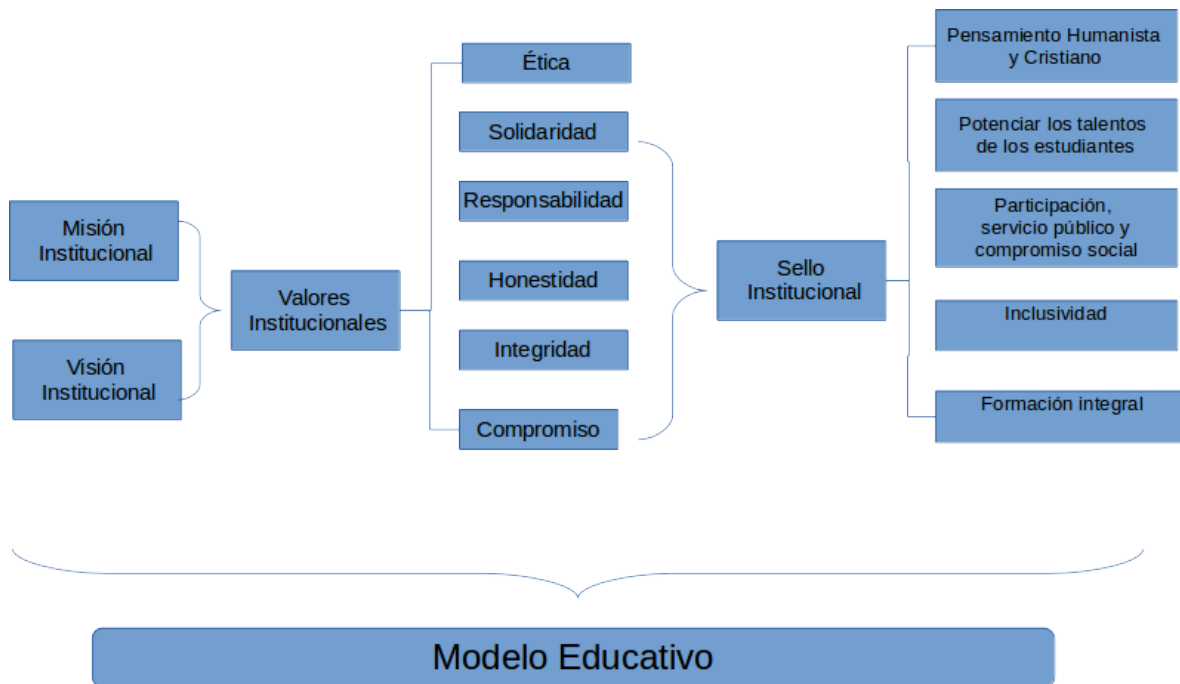 Misión
Institucional
Visión
Institucional
Valores
Institucionales
Ética
Solidaridad
Responsabilidad
Honestidad
Integridad
Compromiso
Sello
Institucional
Pensamiento Humanista
y Cristiano
Potenciar los talentos
de los estudiantes
Participación,
servicio público y
compromiso social
Inclusividad
Formación integral
Modelo Educativo